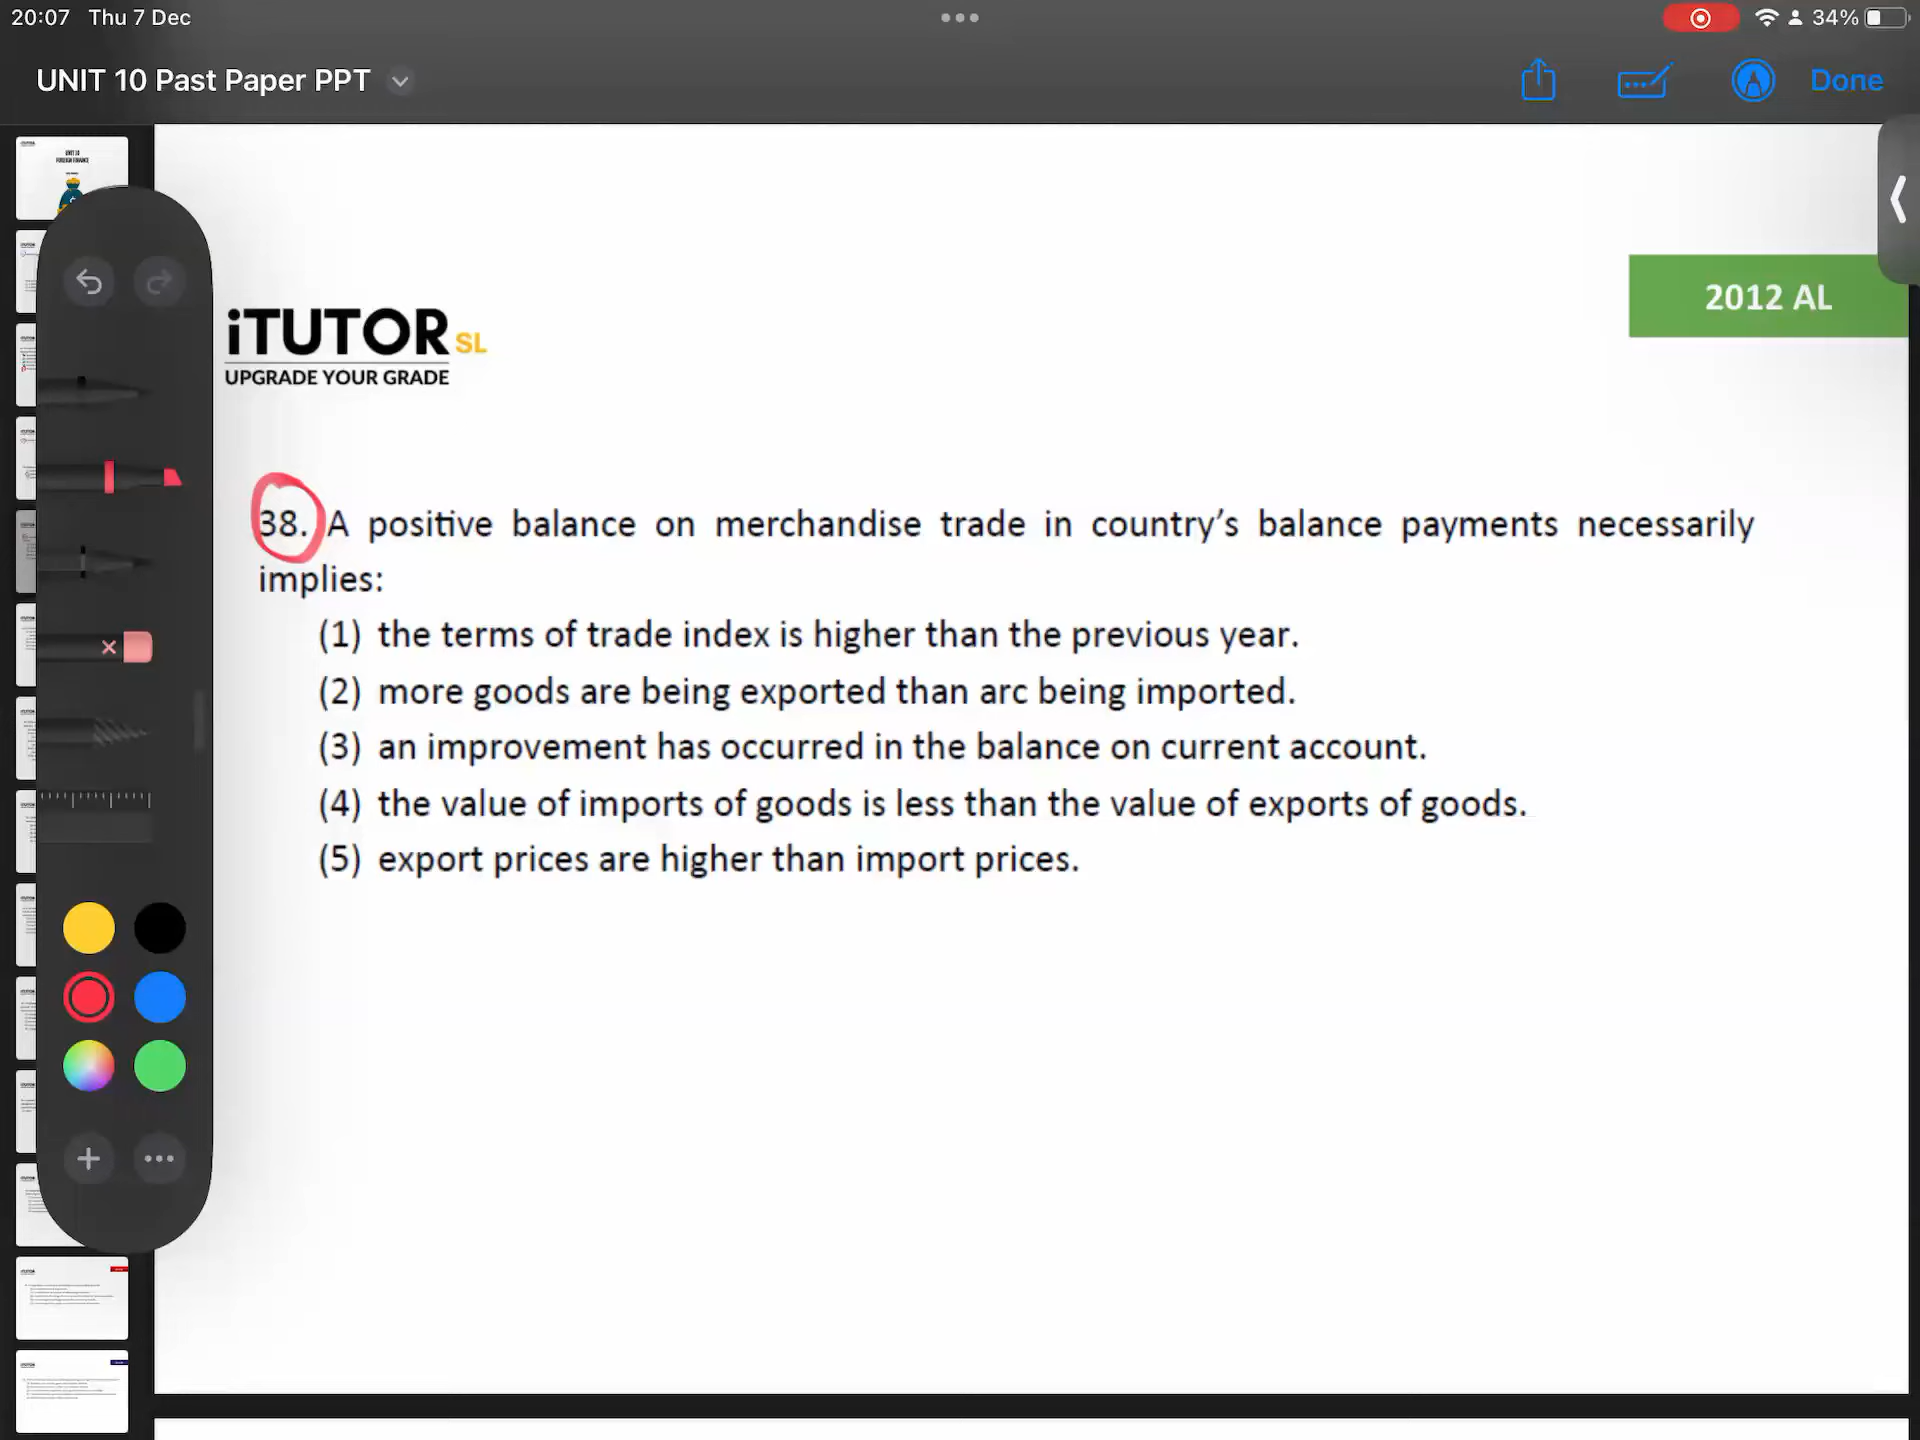 20:07 Thu 7 Dec
34%
UNIT 10 Past Paper PPT
Done
2012 AL
iTUTOR SL
UPGRADE YOUR GRADE
38. A positive balance on merchandise trade in country's balance payments necessarily
implies:
(1) the terms of trade index is higher than the previous year.
(2) more goods are being exported than arc being imported.
(3) an improvement has occurred in the balance on current account.
(4) the value of imports of goods is less than the value of exports of goods.
(5) export prices are higher than import prices.